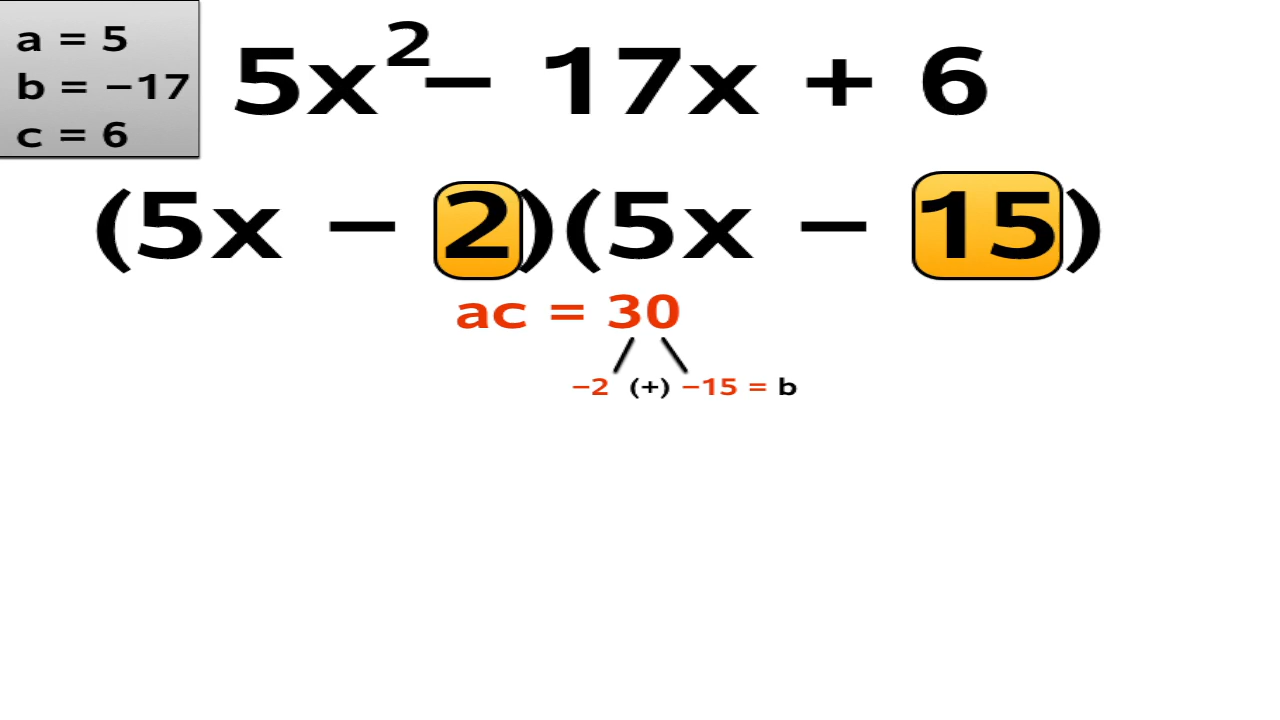 a = 5
b = −17
c = 6
5x² − 17x + 6
(5x − 2)(5x − 15)
ac = 30
−2 (+) −15 = b